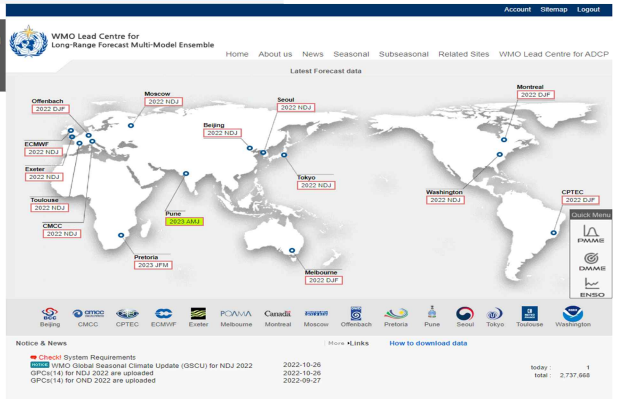 Account Sitemap Logout
WMO Lead Centre for
Long-Range Forecast Multi-Model Ensemble
Home About us News Seasonal Subseasonal Related Sites WMO Lead Centre for ADCP
Latest Forecast data
Moscow
2022 NDJ
Offenbach
2022 DJF
Seoul
2022 NDJ
Montreal
2022 DJF
Beijing
2022 NDJ
ECMWF
2022 NDJ
Exeter
2022 NDJ
Tokyo
2022 NDJ
Washington
2022 NDJ
CPTEC
2022 DJF
Toulouse
2022 NDJ
Pune
2023 AMJ
CMCC
2022 NDJ
Pretoria
2023 JFM
Melbourne
2022 DJF
Quick Menu
PMME
DMME
ENSO
BCC cmcc Canada
Beijing CMCC CPTEC ECMWF Exeter Melbourne Montreal Moscow Offenbach Pretoria Pune Seoul Tokyo Toulouse Washington
Notice & News More Links How to download data
Check! System Requirements
NOTICE WMO Global Seasonal Climate Update (GSCU) for NDJ 2022 2022-10-26
GPCs(14) for NDJ 2022 are uploaded 2022-10-26
GPCs(14) for OND 2022 are uploaded 2022-09-27
today : 1
total : 2,737,668